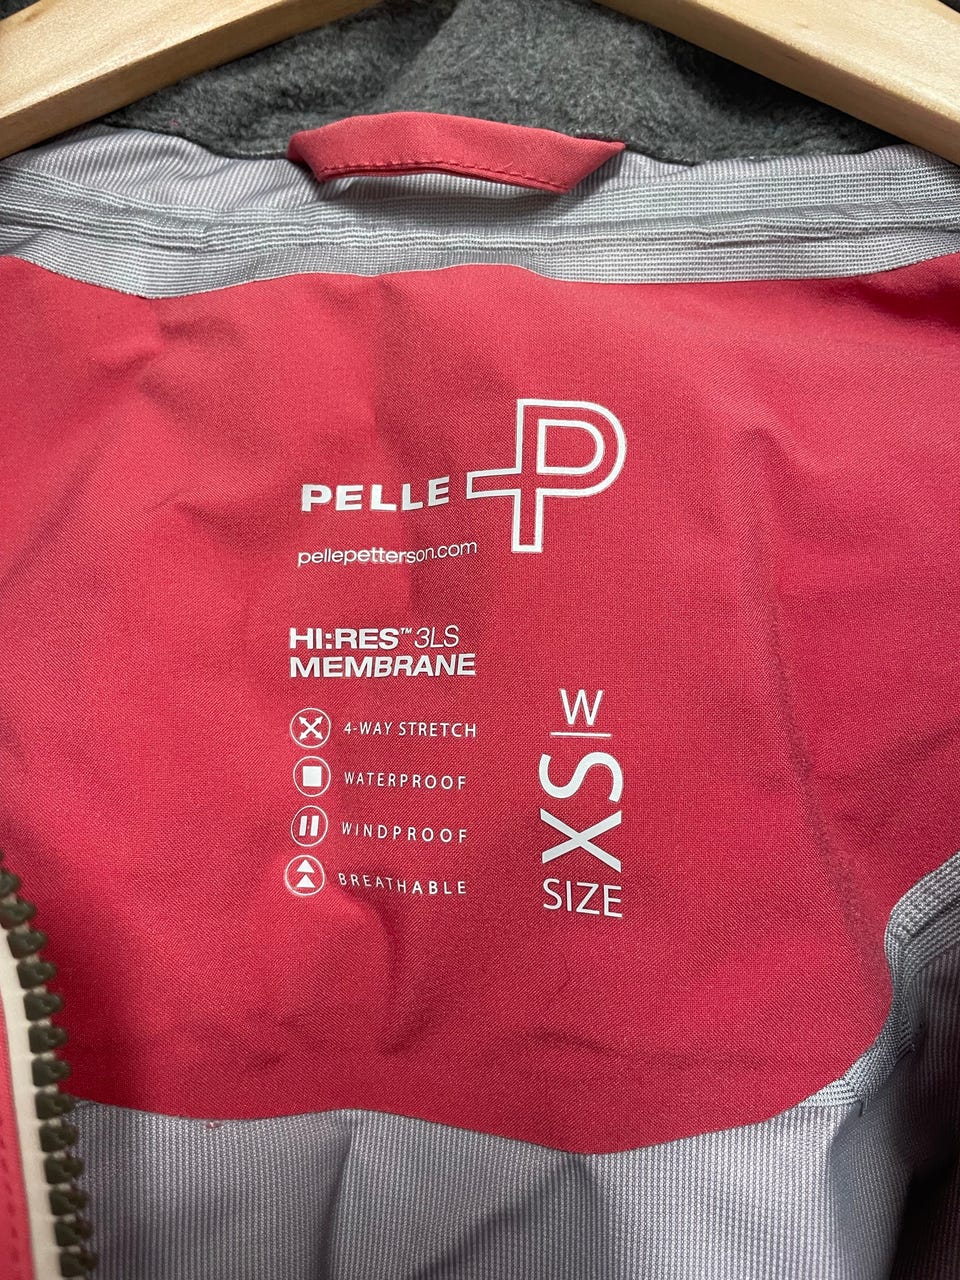 PELLE P
pellepetterson.com
HI:RES™ 3LS
MEMBRANE
4-WAY STRETCH
WATERPROOF
WINDPROOF
BREATHABLE
W
XS
SIZE